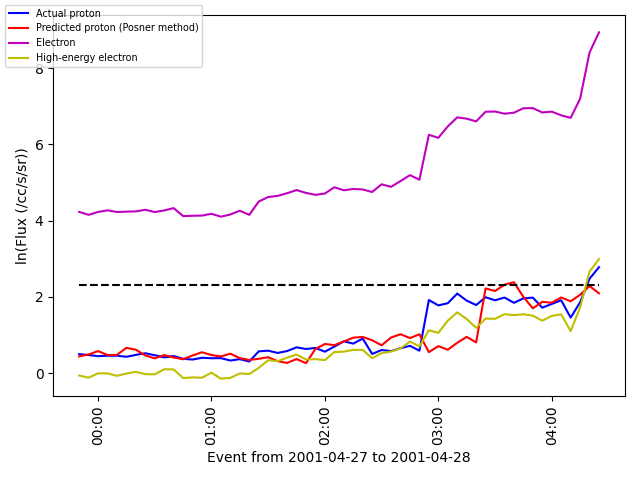 Actual proton
Predicted proton (Posner method)
Electron
High-energy electron
8
6
4
2
0
ln(Flux (/cc/s/sr))
00:00
01:00
02:00
03:00
04:00
Event from 2001-04-27 to 2001-04-28